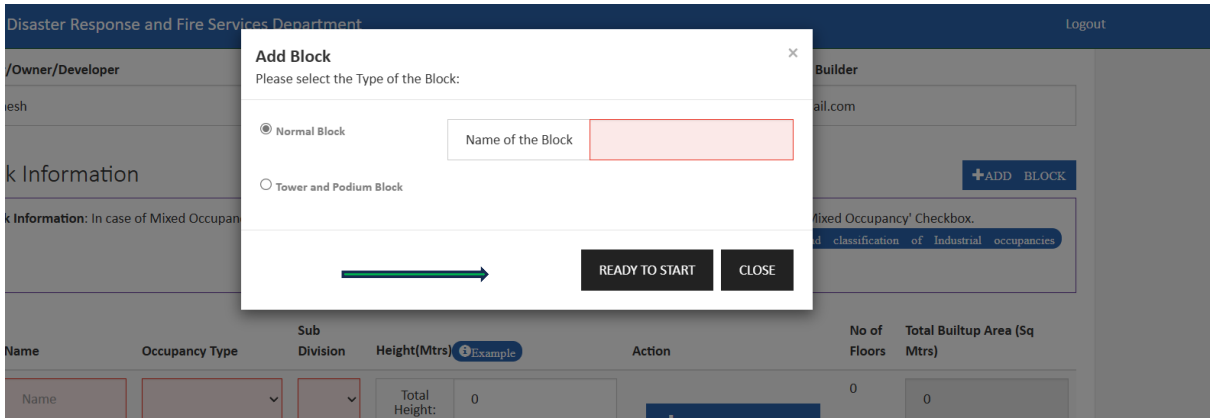 Disaster Response and Fire Services Department
Logout
Add Block
×
Please select the Type of the Block:
/Owner/Developer
Builder
esh
ail.com
Normal Block
Name of the Block
Tower and Podium Block
k Information
ADD BLOCK
k Information: In case of Mixed Occupan
Mixed Occupancy' Checkbox.
d classification of Industrial occupancies
READY TO START
CLOSE
Name
Occupancy Type
Sub
Division
Height(Mtrs)
Example
Action
No of
Floors
Total Builtup Area (Sq
Mtrs)
Name
Total
Height:
0
0
0